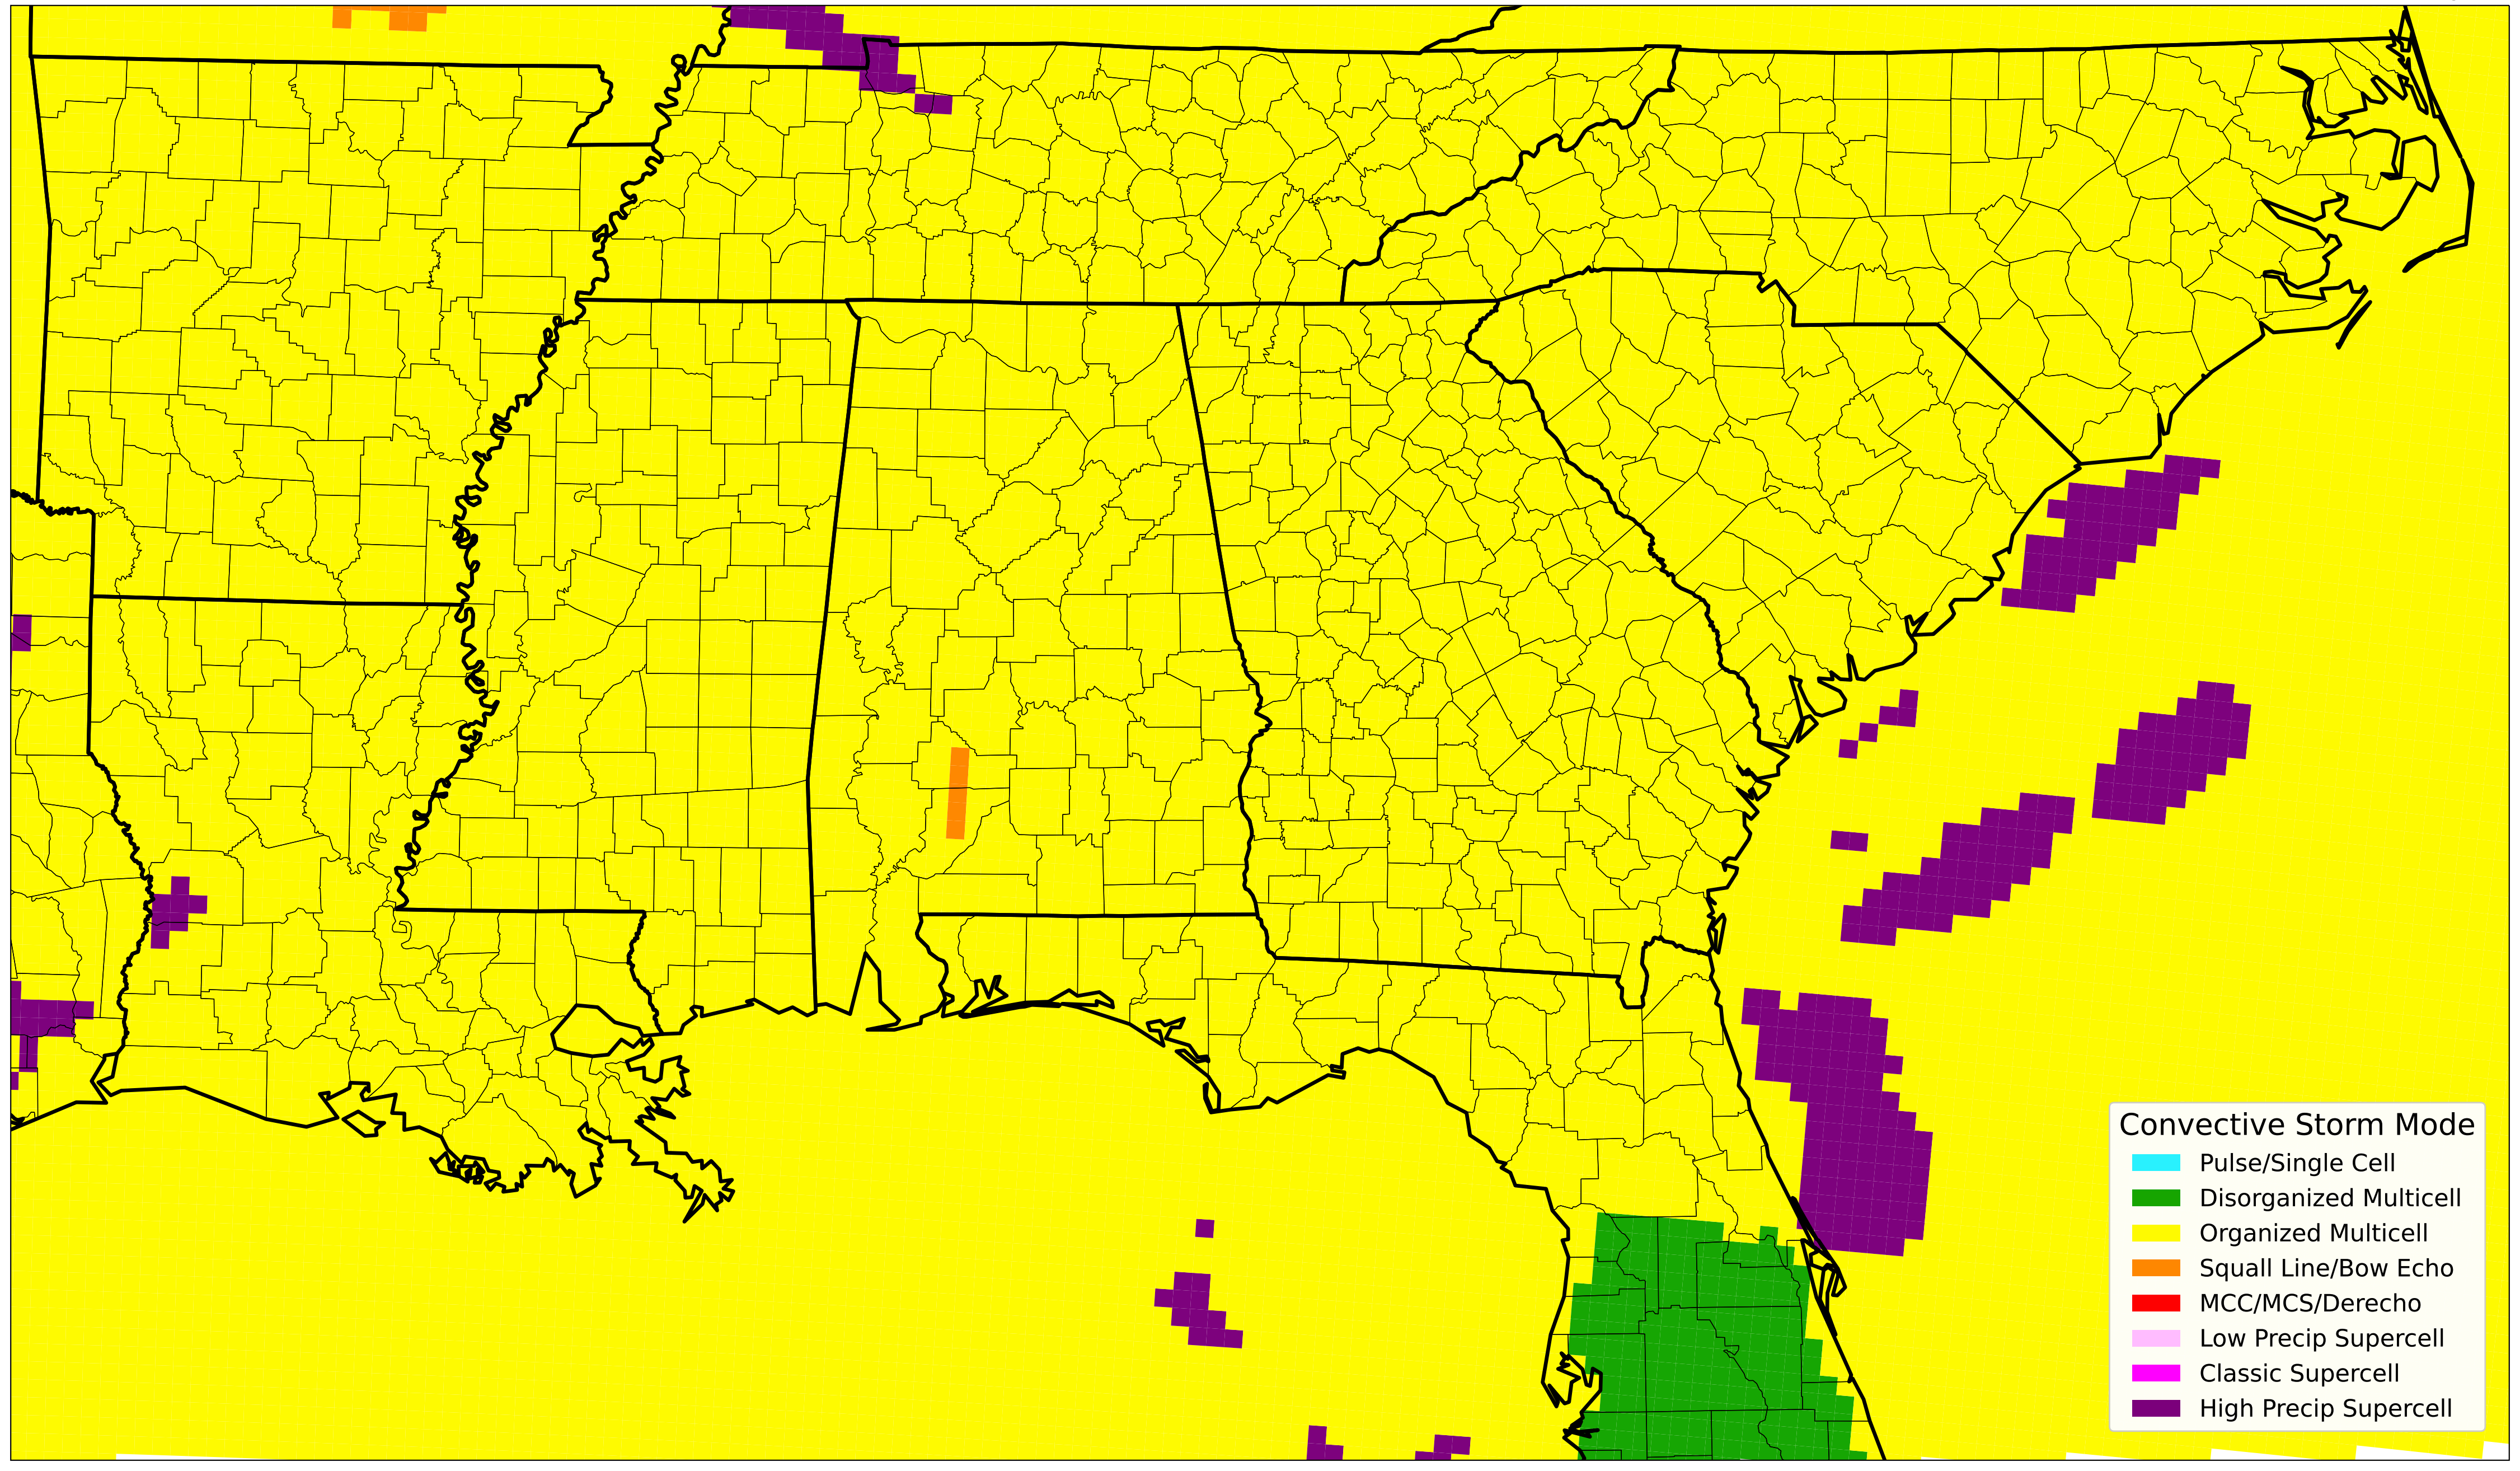 Convective Storm Mode
Pulse/Single Cell
Disorganized Multicell
Organized Multicell
Squall Line/Bow Echo
MCC/MCS/Derecho
Low Precip Supercell
Classic Supercell
High Precip Supercell